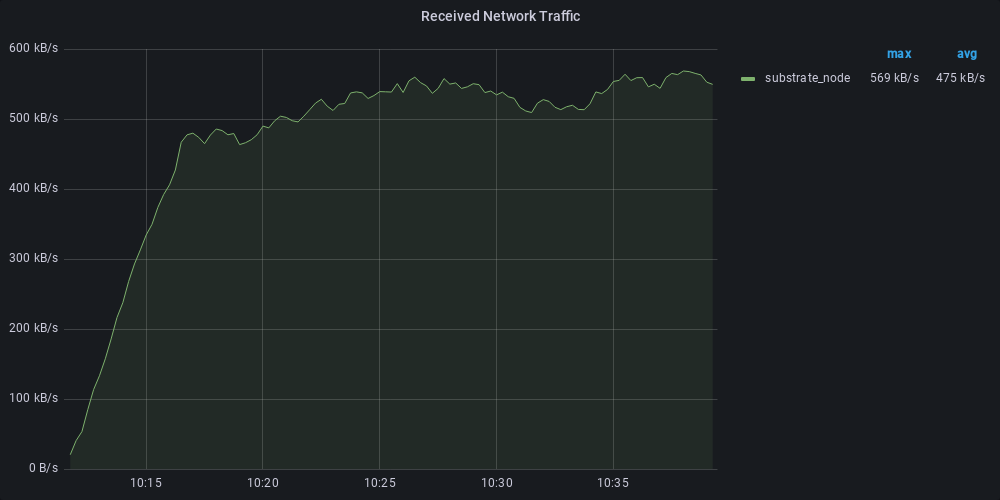 Received Network Traffic
600 kB/s
500 kB/s
400 kB/s
300 kB/s
200 kB/s
100 kB/s
0 B/s
10:15 10:20 10:25 10:30 10:35
max avg
substrate_node 569 kB/s 475 kB/s